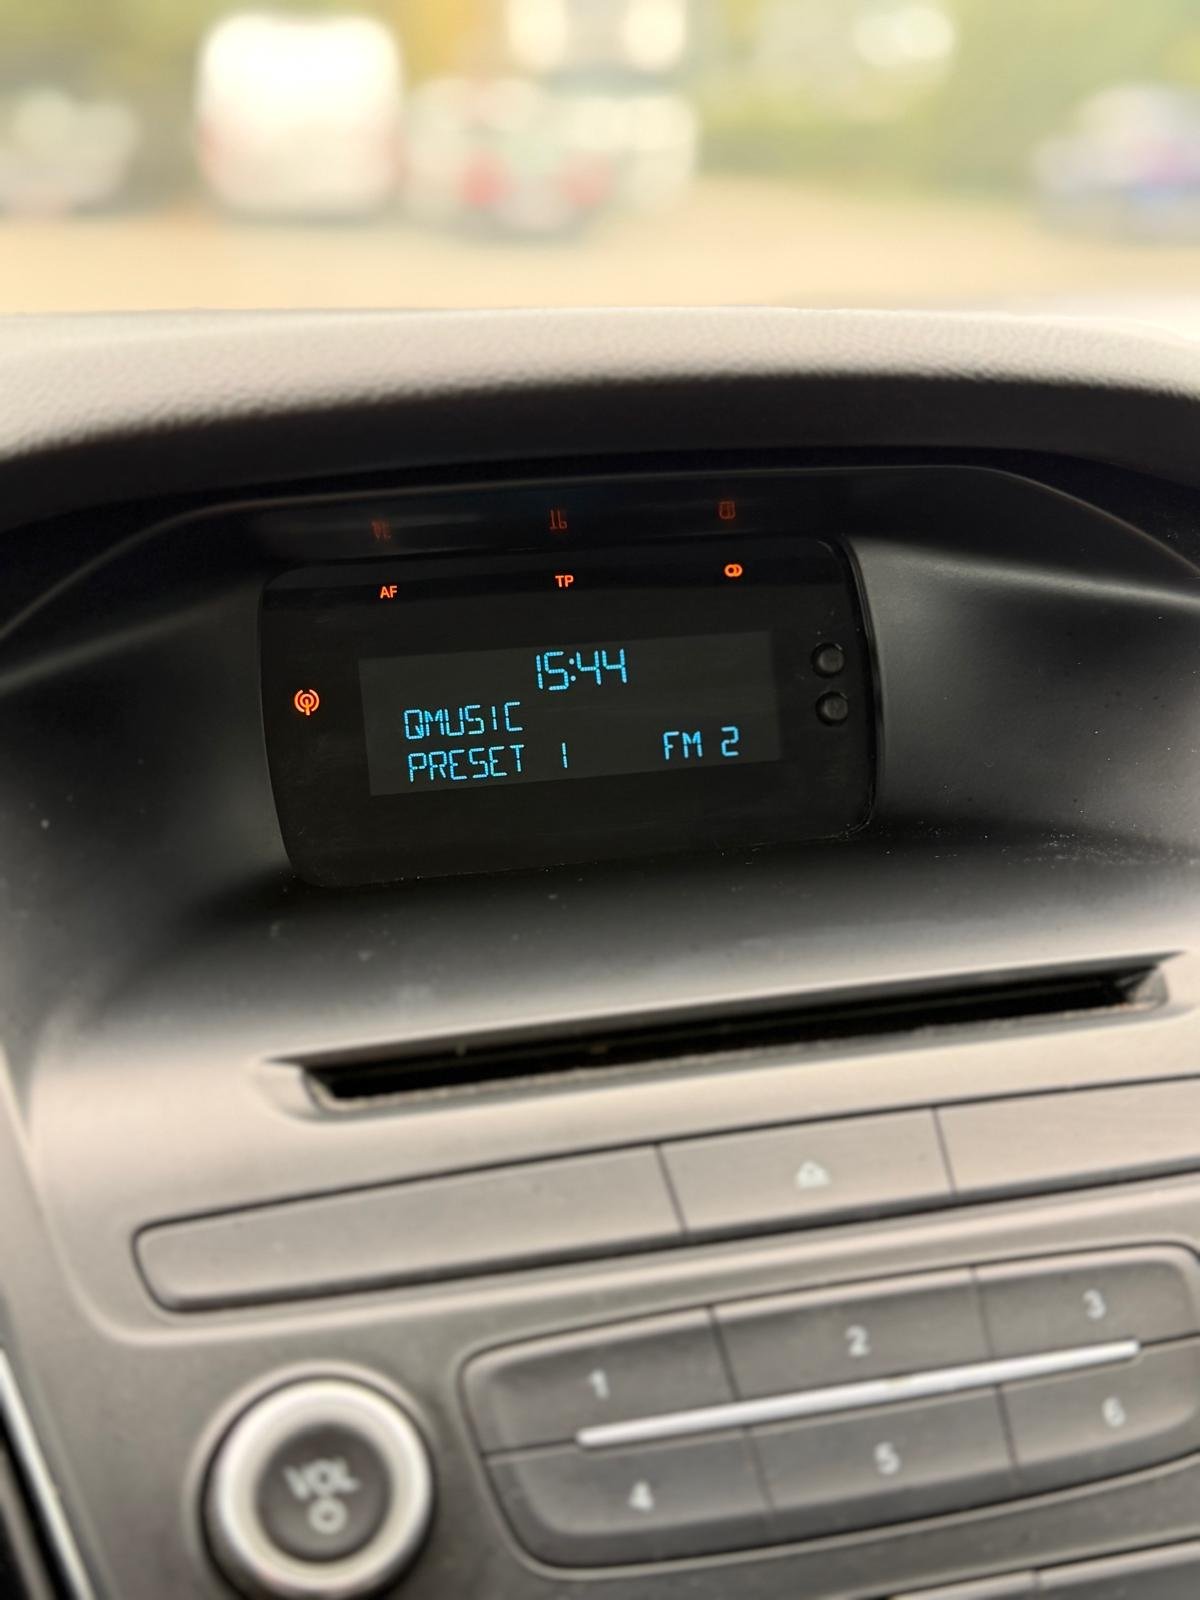 AF TP
15:44
QMUSIC
PRESET 1 FM 2
1 2 3
4 5 6
VOL